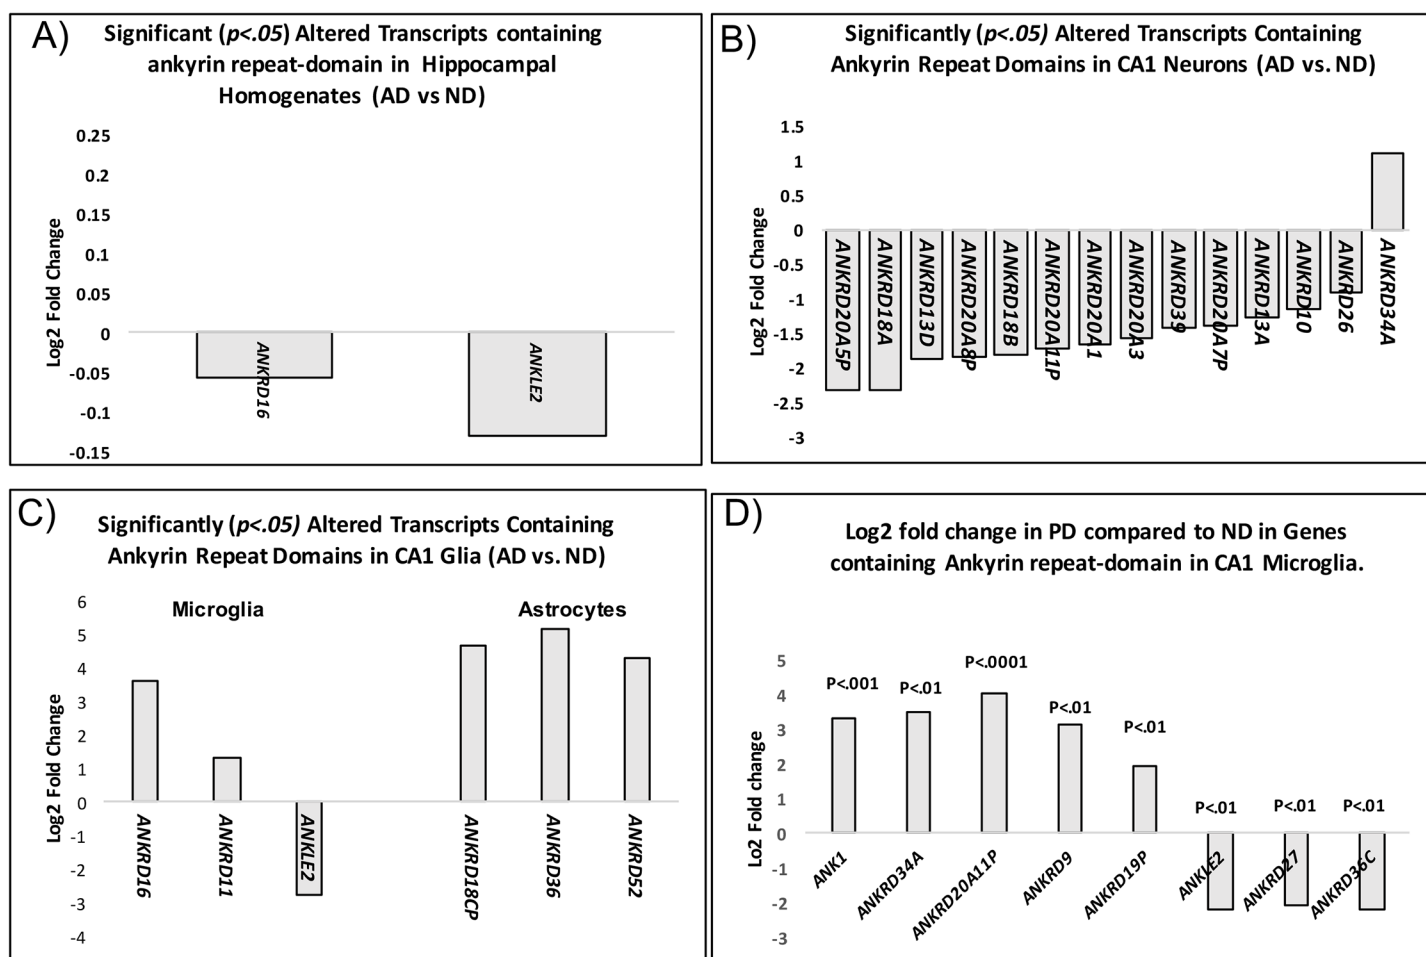 A)
Significant (p<.05) Altered Transcripts containing
ankyrin repeat-domain in Hippocampal
Homogenates (AD vs ND)
Log2 Fold Change
0.25
0.2
0.15
0.1
0.05
0
-0.05
-0.1
-0.15
ANKRD16
ANKLE2
B)
Significantly (p<.05) Altered Transcripts Containing
Ankyrin Repeat Domains in CA1 Neurons (AD vs. ND)
Log2 Fold Change
1.5
1
0.5
0
-0.5
-1
-1.5
-2
-2.5
-3
ANKRD20A5P
ANKRD18A
ANKRD13D
ANKRD20A8P
ANKRD18B
ANKRD20A11P
ANKRD20A1
ANKRD20A3
ANKRD39
ANKRD20A7P
ANKRD13A
ANKRD10
ANKRD26
ANKRD34A
C)
Significantly (p<.05) Altered Transcripts Containing
Ankyrin Repeat Domains in CA1 Glia (AD vs. ND)
Microglia
Astrocytes
Log2 Fold Change
6
5
4
3
2
1
0
-1
-2
-3
-4
ANKRD16
ANKRD11
ANKLE2
ANKRD18CP
ANKRD36
ANKRD52
D)
Log2 fold change in PD compared to ND in Genes
containing Ankyrin repeat-domain in CA1 Microglia.
Lo2 Fold change
5
4
3
2
1
0
-1
-2
-3
P<.001
P<.01
P<.0001
P<.01
P<.01
P<.01
P<.01
P<.01
ANK1
ANKRD34A
ANKRD20A11P
ANKRD9
ANKRD19P
ANKLE2
ANKRD27
ANKRD36C